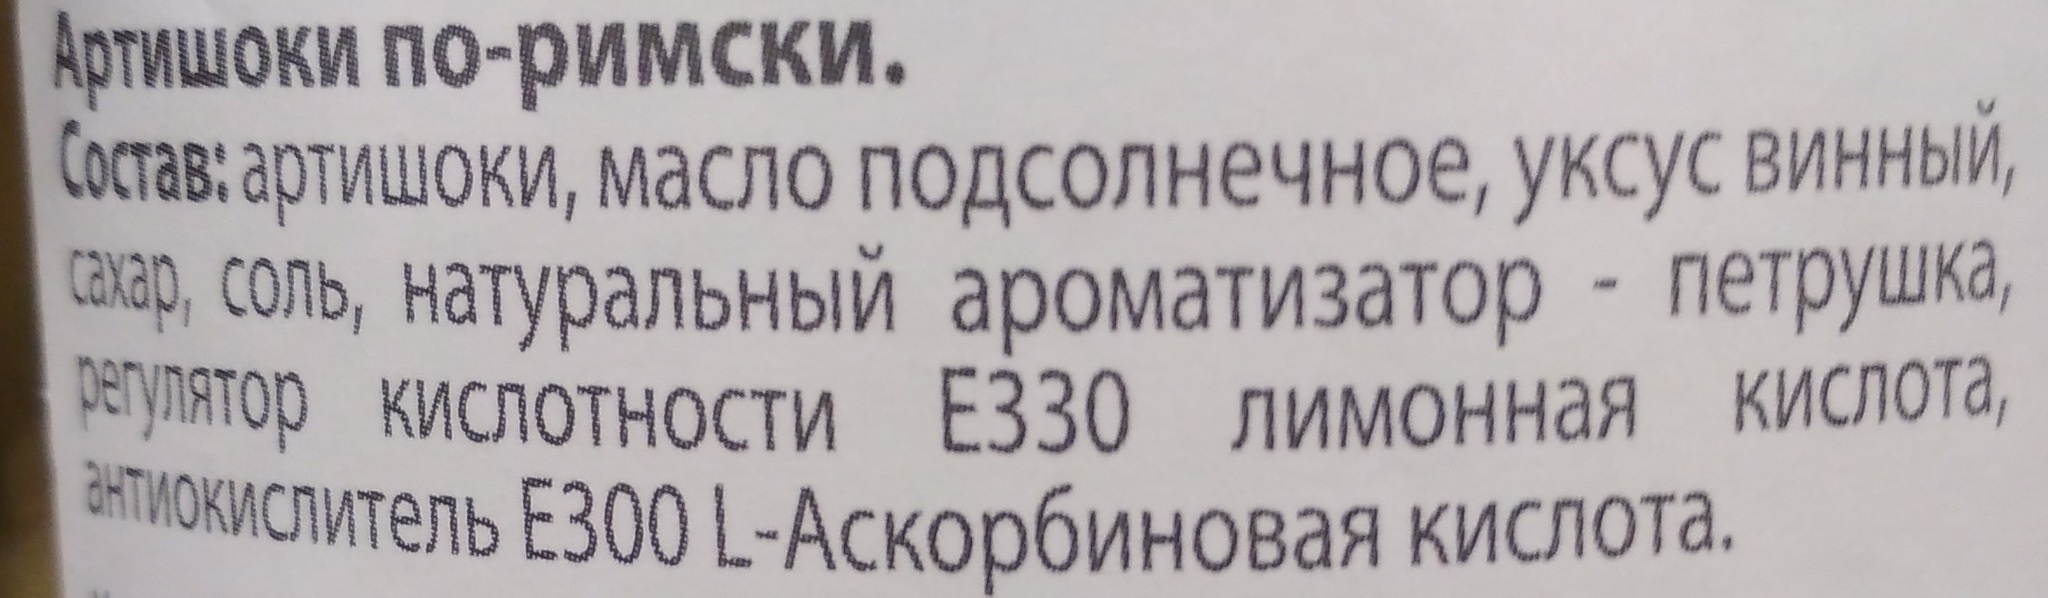 Артишоки по-римски.
Состав: артишоки, масло подсолнечное, уксус винный,
сахар, соль, натуральный ароматизатор - петрушка,
регулятор кислотности Е330 лимонная кислота,
антиокислитель Е300 L-Аскорбиновая кислота.